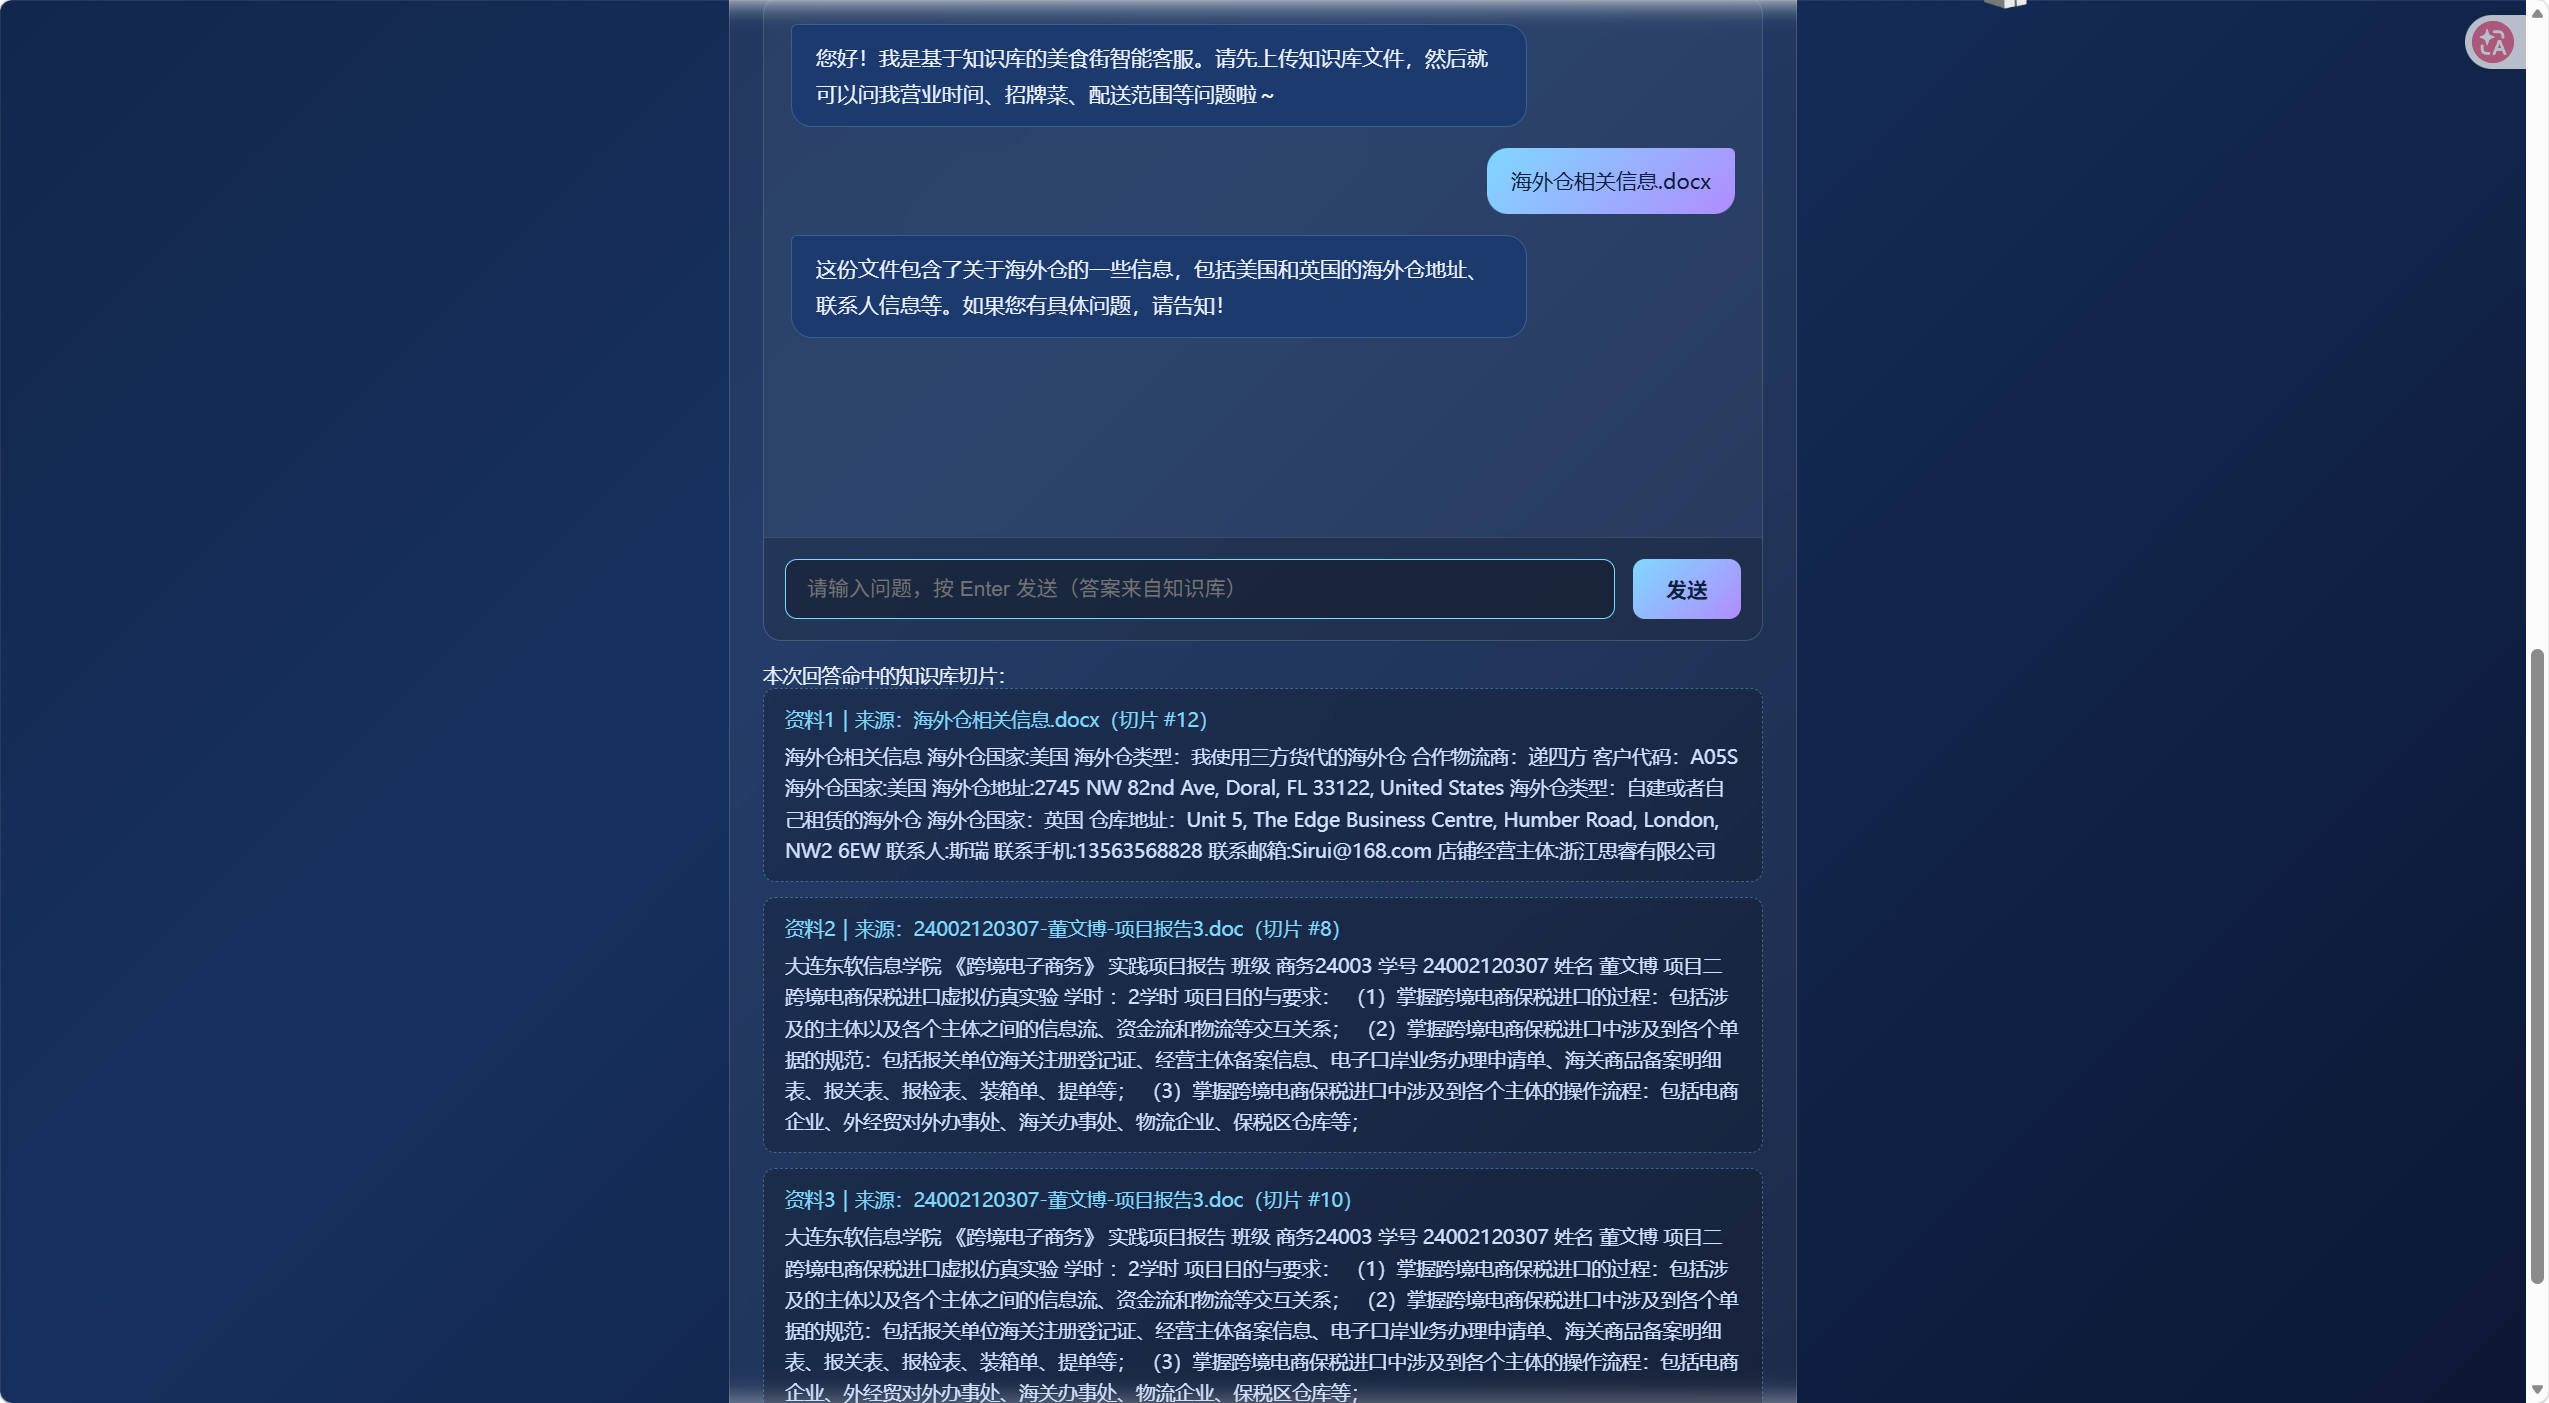 您好！我是基于知识库的美食街智能客服。请先上传知识库文件，然后就
可以问我营业时间、招牌菜、配送范围等问题啦～
海外仓相关信息.docx
这份文件包含了关于海外仓的一些信息，包括美国和英国的海外仓地址、
联系人信息等。如果您有具体问题，请告知！
请输入问题，按 Enter 发送（答案来自知识库）
发送
本次回答命中的知识库切片：
资料1 | 来源：海外仓相关信息.docx（切片 #12）
海外仓相关信息 海外仓国家:美国 海外仓类型：我使用三方货代的海外仓 合作物流商：递四方 客户代码：A05S
海外仓国家:美国 海外仓地址:2745 NW 82nd Ave, Doral, FL 33122, United States 海外仓类型：自建或者自
己租赁的海外仓 海外仓国家：英国 仓库地址：Unit 5, The Edge Business Centre, Humber Road, London,
NW2 6EW 联系人:斯瑞 联系手机:13563568828 联系邮箱:Sirui@168.com 店铺经营主体:浙江思睿有限公司
资料2 | 来源：24002120307-董文博-项目报告3.doc（切片 #8）
大连东软信息学院 《跨境电子商务》 实践项目报告 班级 商务24003 学号 24002120307 姓名 董文博 项目二
跨境电商保税进口虚拟仿真实验 学时 ：2学时 项目目的与要求： （1）掌握跨境电商保税进口的过程：包括涉
及的主体以及各个主体之间的信息流、资金流和物流等交互关系； （2）掌握跨境电商保税进口中涉及到各个单
据的规范：包括报关单位海关注册登记证、经营主体备案信息、电子口岸业务办理申请单、海关商品备案明细
表、报关表、报检表、装箱单、提单等； （3）掌握跨境电商保税进口中涉及到各个主体的操作流程：包括电商
企业、外经贸对外办事处、海关办事处、物流企业、保税区仓库等；
资料3 | 来源：24002120307-董文博-项目报告3.doc（切片 #10）
大连东软信息学院 《跨境电子商务》 实践项目报告 班级 商务24003 学号 24002120307 姓名 董文博 项目二
跨境电商保税进口虚拟仿真实验 学时 ：2学时 项目目的与要求： （1）掌握跨境电商保税进口的过程：包括涉
及的主体以及各个主体之间的信息流、资金流和物流等交互关系； （2）掌握跨境电商保税进口中涉及到各个单
据的规范：包括报关单位海关注册登记证、经营主体备案信息、电子口岸业务办理申请单、海关商品备案明细
表、报关表、报检表、装箱单、提单等； （3）掌握跨境电商保税进口中涉及到各个主体的操作流程：包括电商
企业、外经贸对外办事处、海关办事处、物流企业、保税区仓库等；